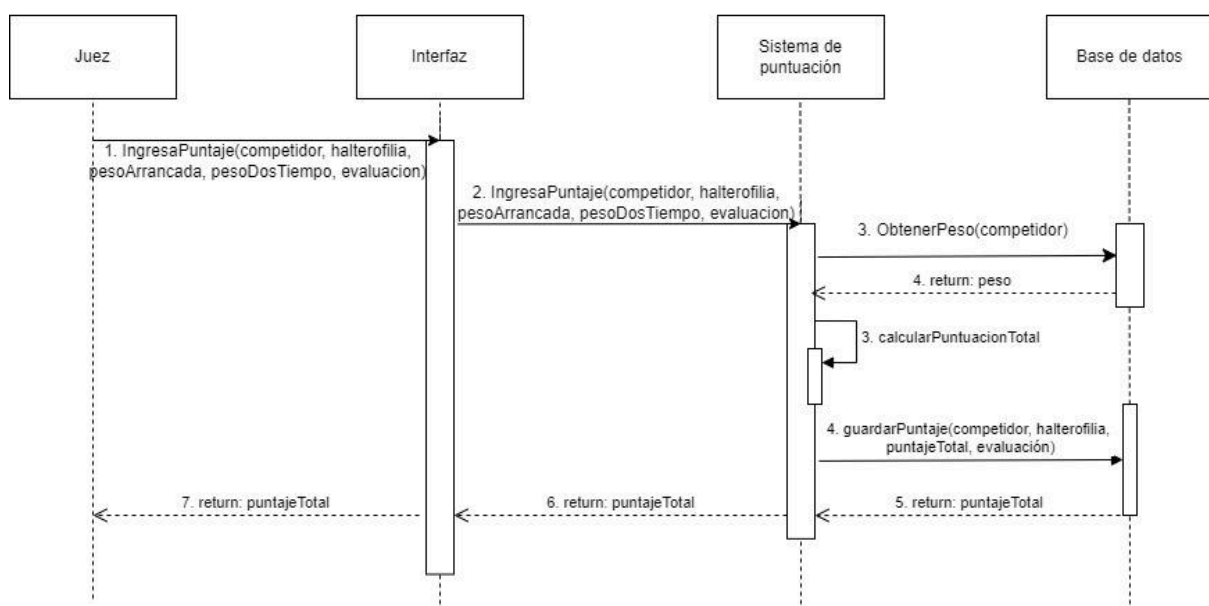 Juez
Interfaz
Sistema de
puntuación
Base de datos
1. IngresaPuntaje(competidor, halterofilia,
pesoArrancada, pesoDosTiempo, evaluacion)
2. IngresaPuntaje(competidor, halterofilia,
pesoArrancada, pesoDosTiempo, evaluacion)
3. ObtenerPeso(competidor)
4. return: peso
3. calcularPuntuacionTotal
4. guardarPuntaje(competidor, halterofilia,
puntajeTotal, evaluación)
7. return: puntajeTotal
6. return: puntajeTotal
5. return: puntajeTotal